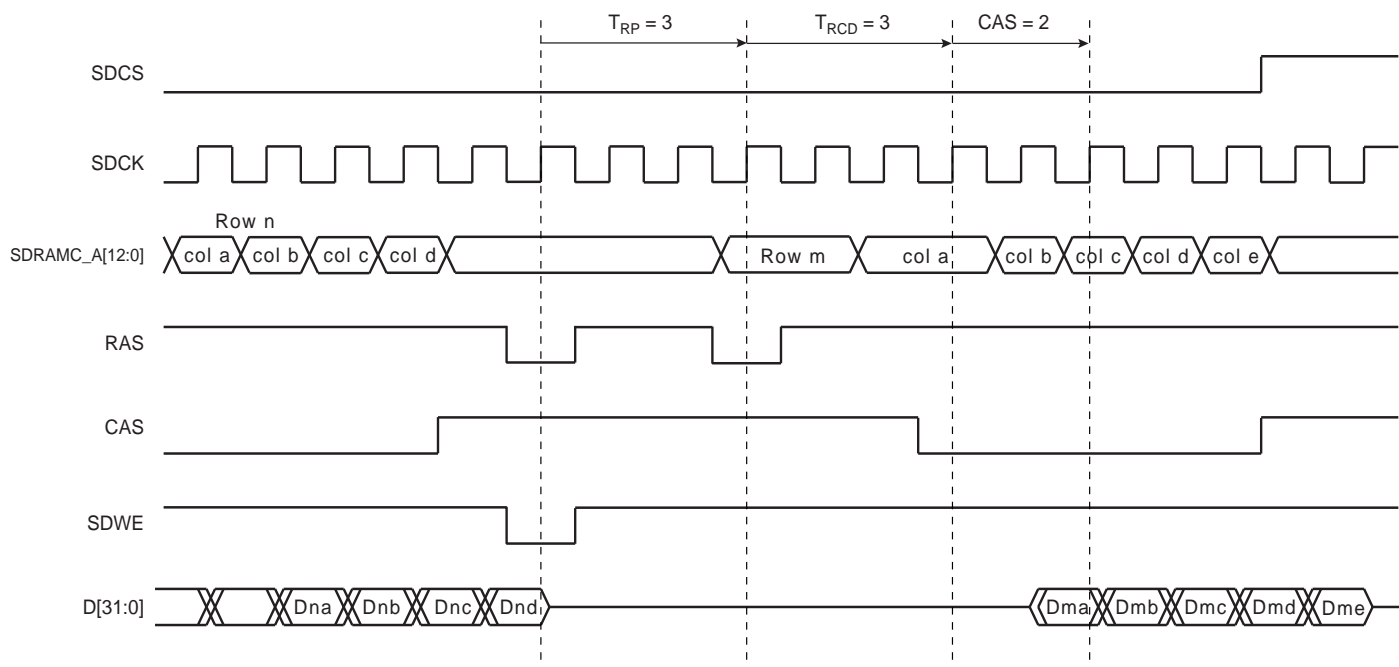 T_RP = 3 T_RCD = 3 CAS = 2
SDCS
SDCK
Row n
SDRAMC_A[12:0] col a col b col c col d Row m col a col b col c col d col e
RAS
CAS
SDWE
D[31:0] Dna Dnb Dnc Dnd Dma Dmb Dmc Dmd Dme